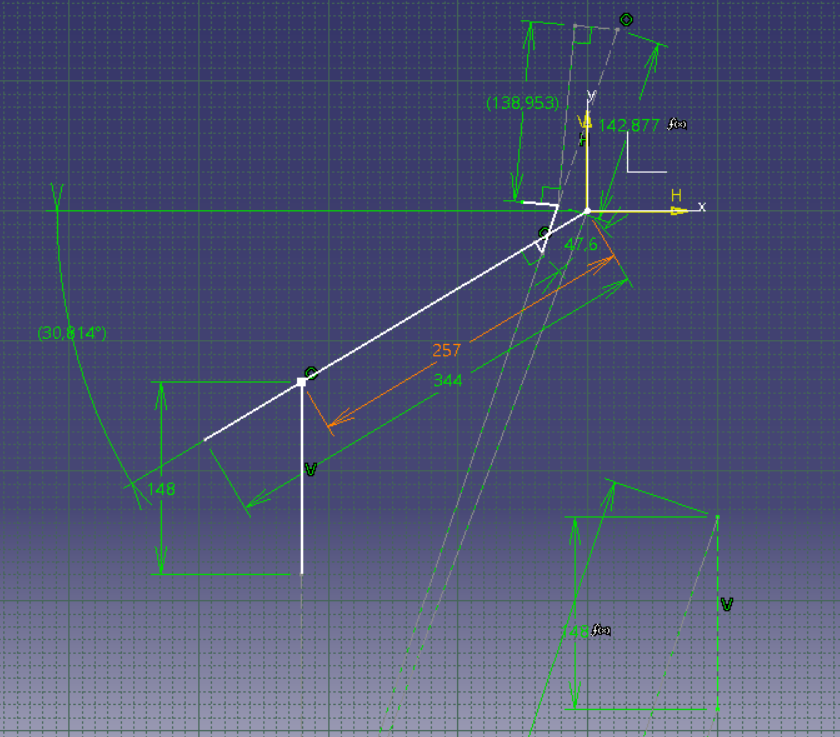 (138,953)
y
V
H
142,877 f(x)
H
x
47,6
(30,814°)
257
344
V
148
V
148 f(x)